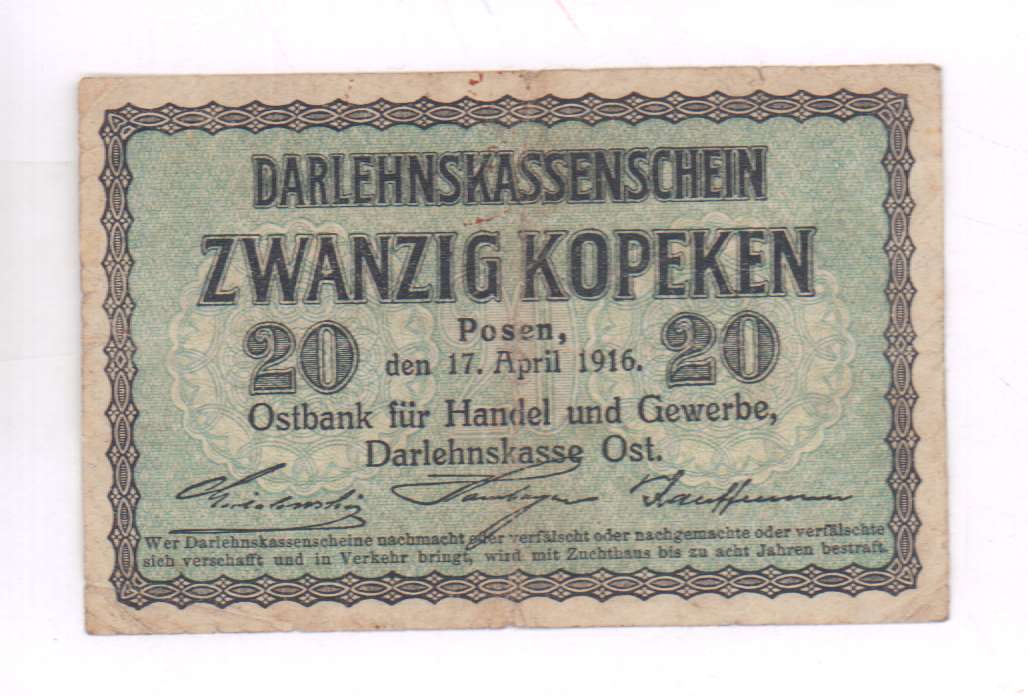 DARLEHNSKASSENSCHEIN
ZWANZIG KOPEKEN
20 Posen, 20
den 17. April 1916.
Ostbank für Handel und Gewerbe,
Darlehnskasse Ost.
Kauffmann
Wer Darlehnskassenscheine nachmacht oder verfälscht oder nachgemachte oder verfälschte
sich verschafft und in Verkehr bringt, wird mit Zuchthaus bis zu acht Jahren bestraft.